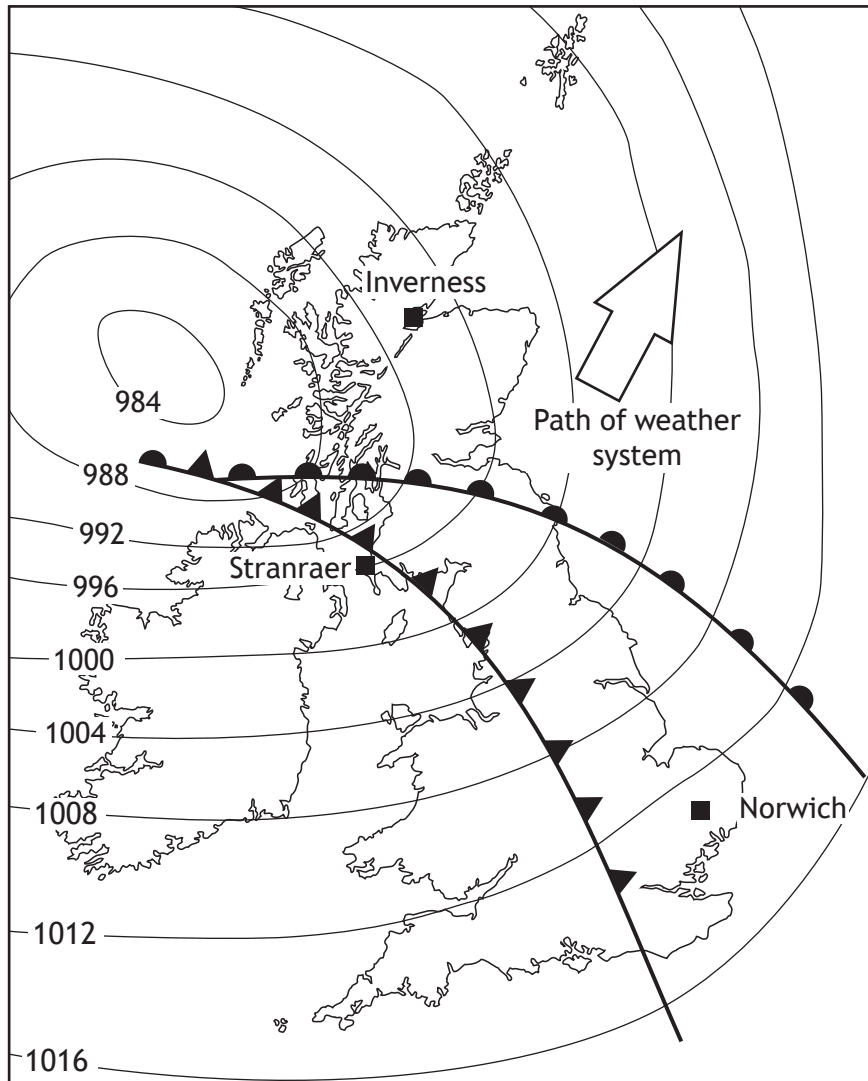 Inverness
984
Path of weather
system
988
992
Stranraer
996
1000
1004
1008
Norwich
1012
1016